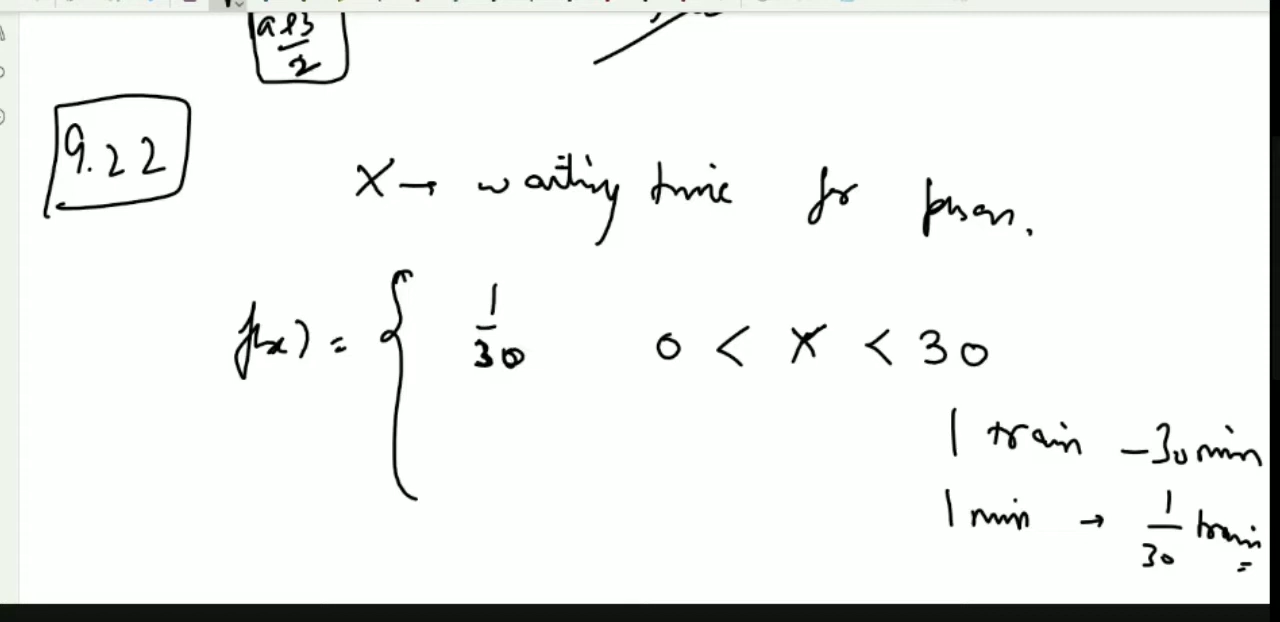 a+b
2
9.22
X → waiting time for person.
f(x) = { 1/30 0 < x < 30
1 train - 30 min
1 min → 1/30 train